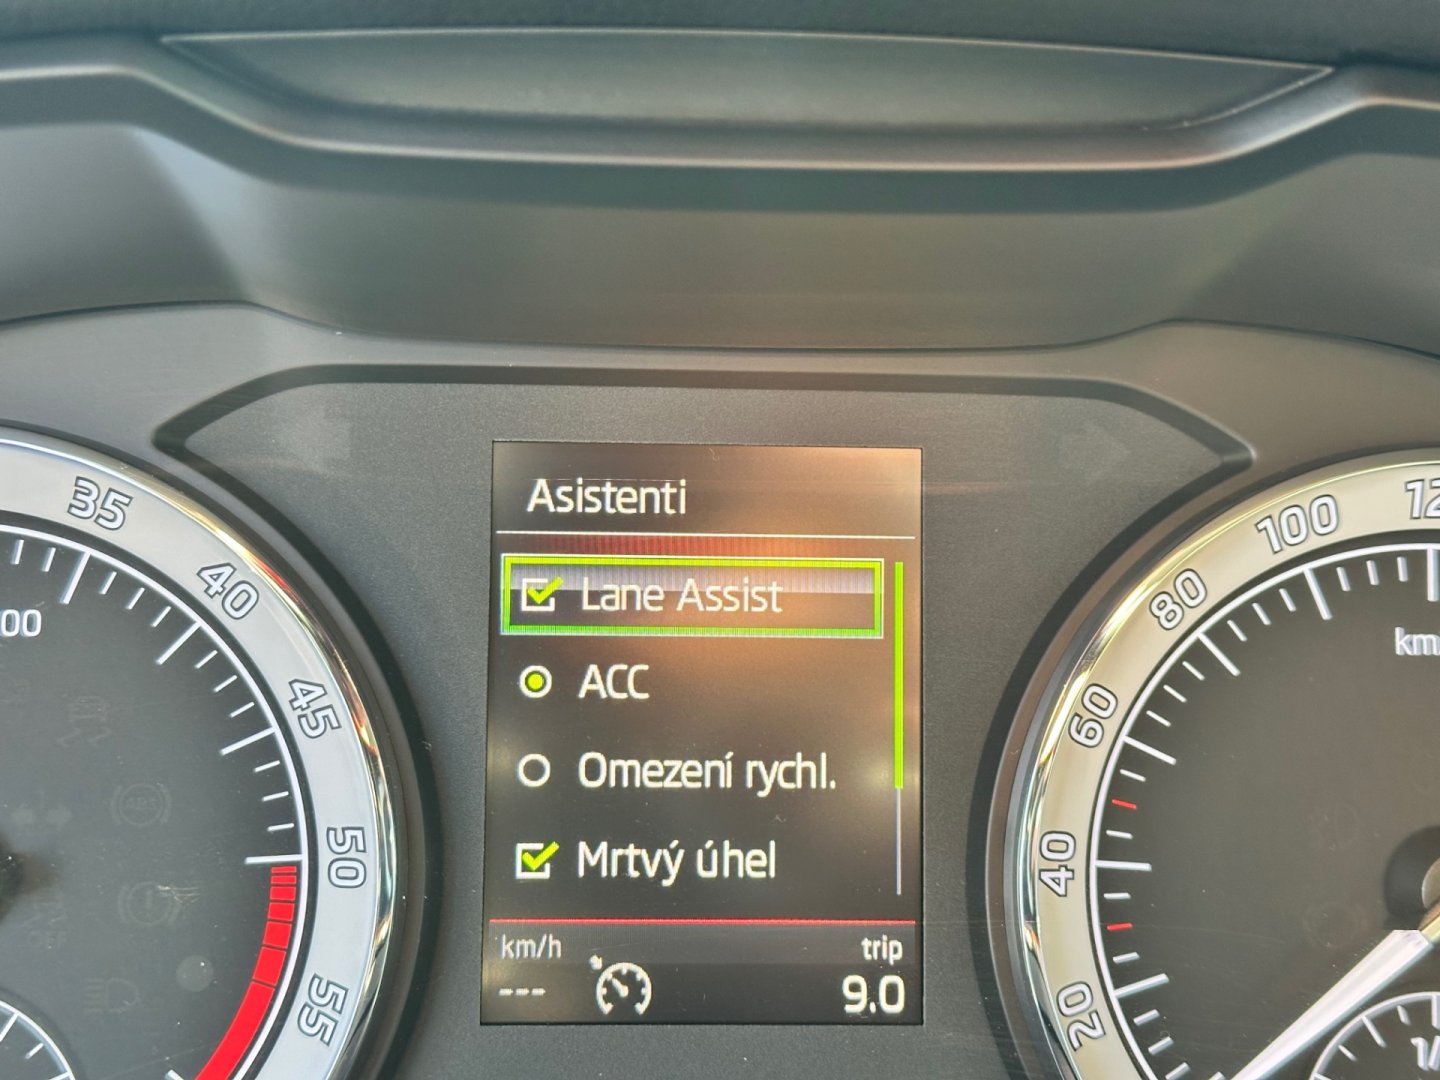 Asistenti
Lane Assist
ACC
Omezení rychl.
Mrtvý úhel
km/h
trip
---
9.0
35
40
45
50
55
00
100
80
60
40
20